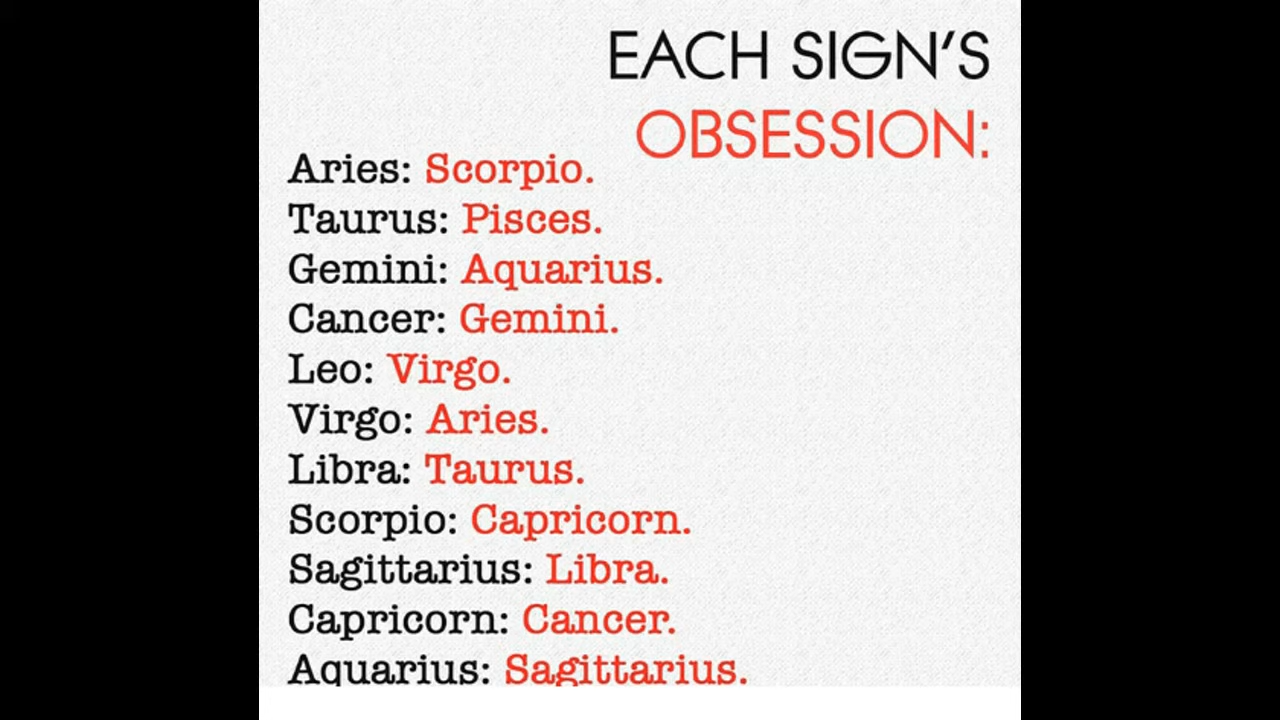 EACH SIGN'S
OBSESSION:
Aries: Scorpio.
Taurus: Pisces.
Gemini: Aquarius.
Cancer: Gemini.
Leo: Virgo.
Virgo: Aries.
Libra: Taurus.
Scorpio: Capricorn.
Sagittarius: Libra.
Capricorn: Cancer.
Aquarius: Sagittarius.